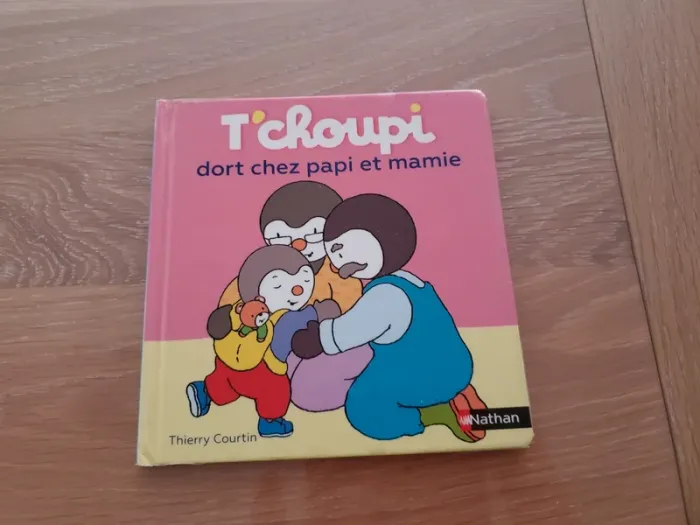 T'choupi
dort chez papi et mamie
Thierry Courtin
Nathan